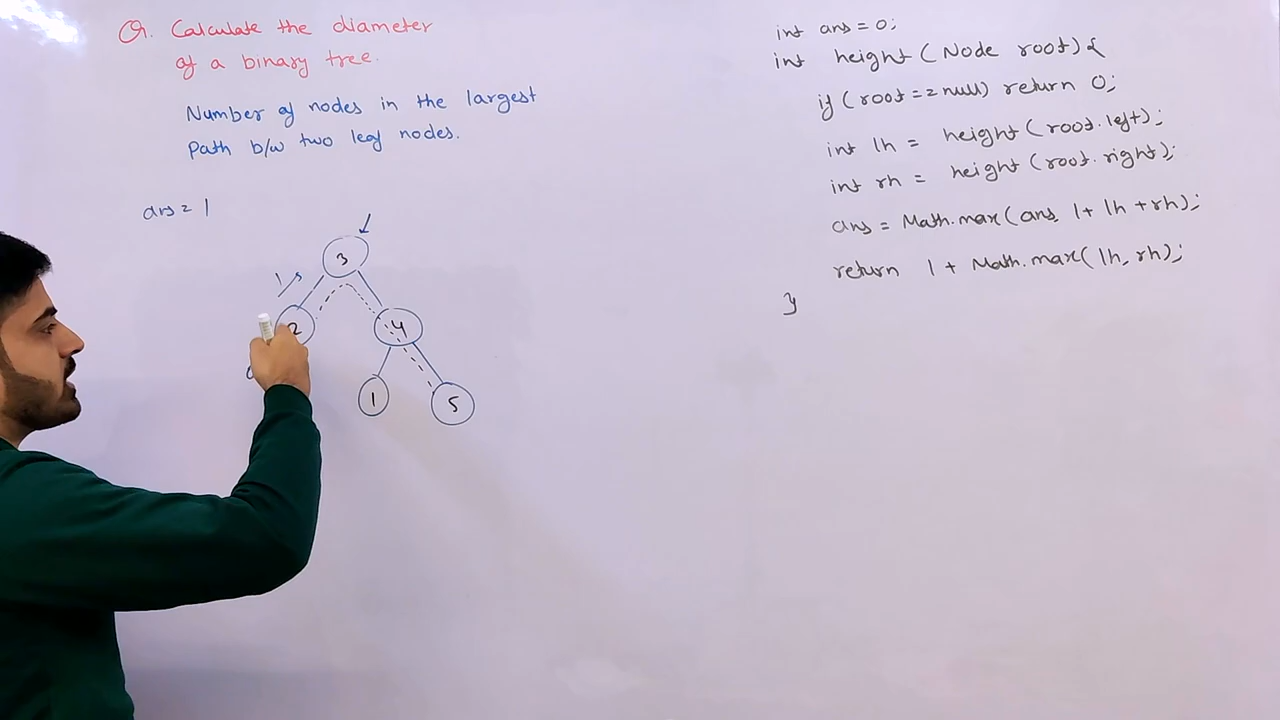 Q. Calculate the diameter
of a binary tree.
Number of nodes in the largest
Path b/w two leaf nodes.
ans = 1
3
1
2
4
1
5
int ans = 0;
int height (Node root) {
if (root == null) return 0;
int lh = height (root.left);
int rh = height (root.right);
ans = Math.max (ans, 1 + lh + rh);
return 1 + Math.max (lh, rh);
}